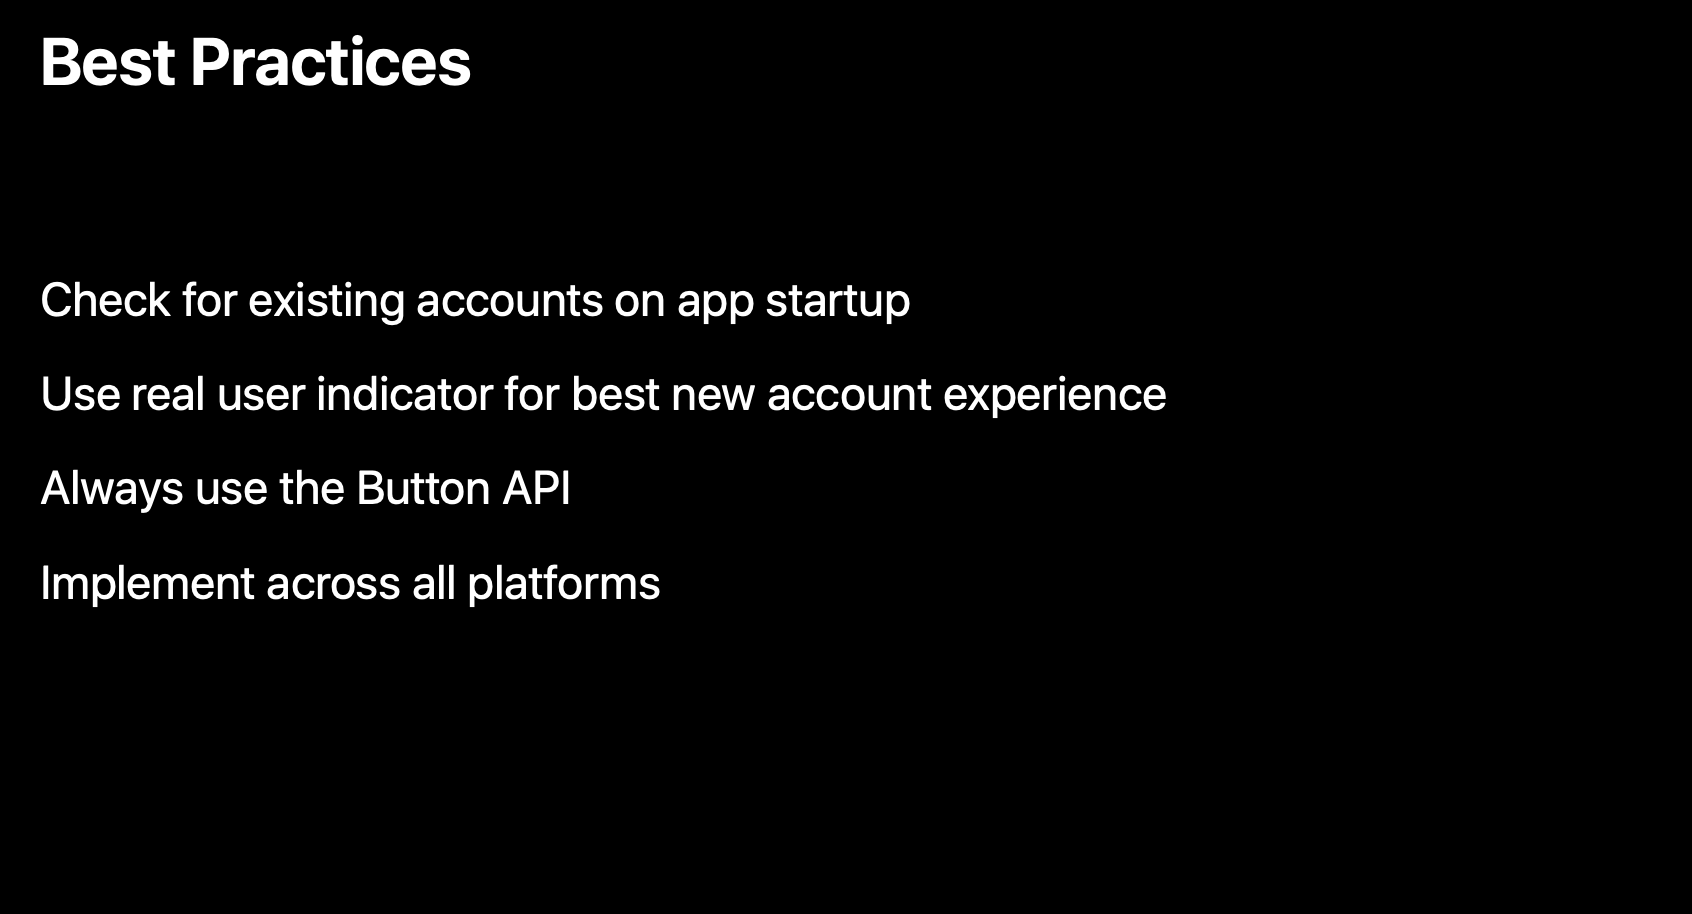 Best Practices
Check for existing accounts on app startup
Use real user indicator for best new account experience
Always use the Button API
Implement across all platforms